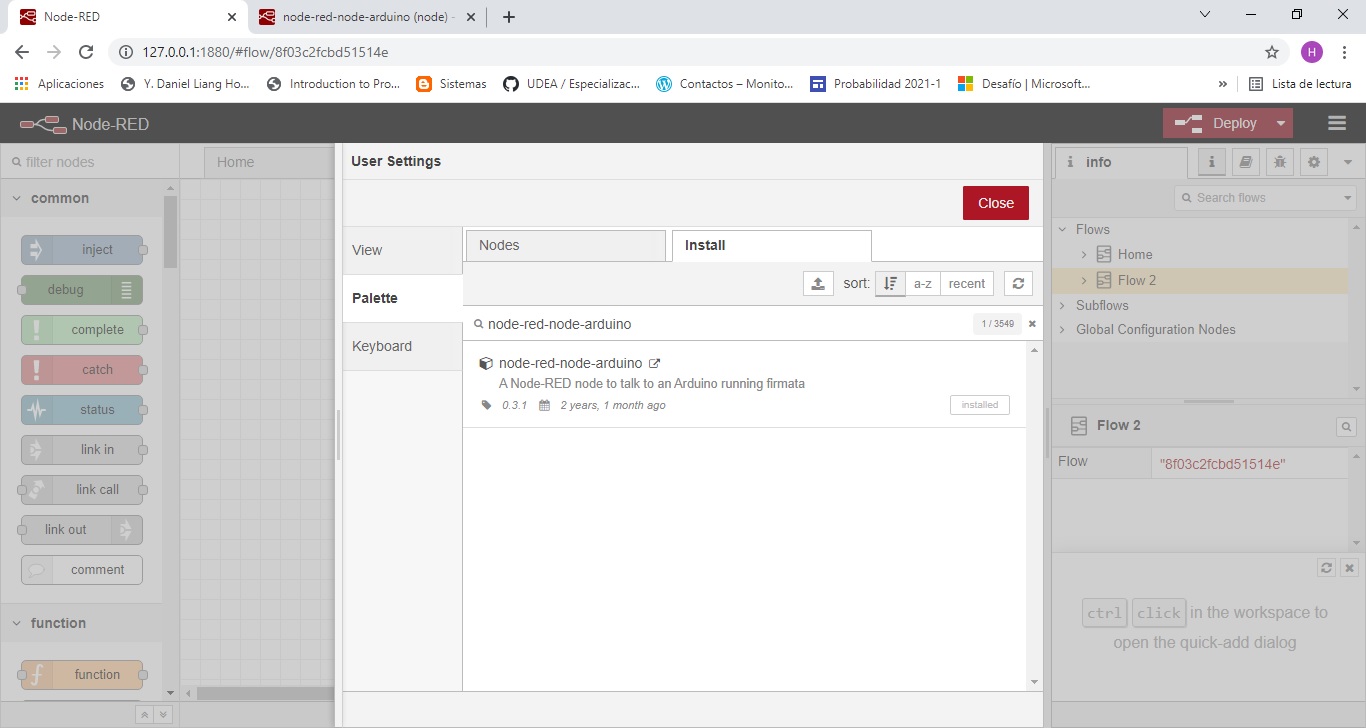 Node-RED
node-red-node-arduino (node) -
127.0.0.1:1880/#flow/8f03c2fcbd51514e
H
Aplicaciones
Y. Daniel Liang Ho...
Introduction to Pro...
Sistemas
UDEA / Especializac...
Contactos – Monito...
Probabilidad 2021-1
Desafío | Microsoft...
»
Lista de lectura
Node-RED
Deploy
filter nodes
Home
User Settings
info
Close
Search flows
common
inject
debug
complete
catch
status
link in
link call
link out
comment
function
function
View
Palette
Keyboard
Nodes
Install
sort:
a-z
recent
node-red-node-arduino
1 / 3549
node-red-node-arduino
A Node-RED node to talk to an Arduino running firmata
0.3.1
2 years, 1 month ago
installed
Flows
Home
Flow 2
Subflows
Global Configuration Nodes
Flow 2
Flow
"8f03c2fcbd51514e"
ctrl click in the workspace to
open the quick-add dialog